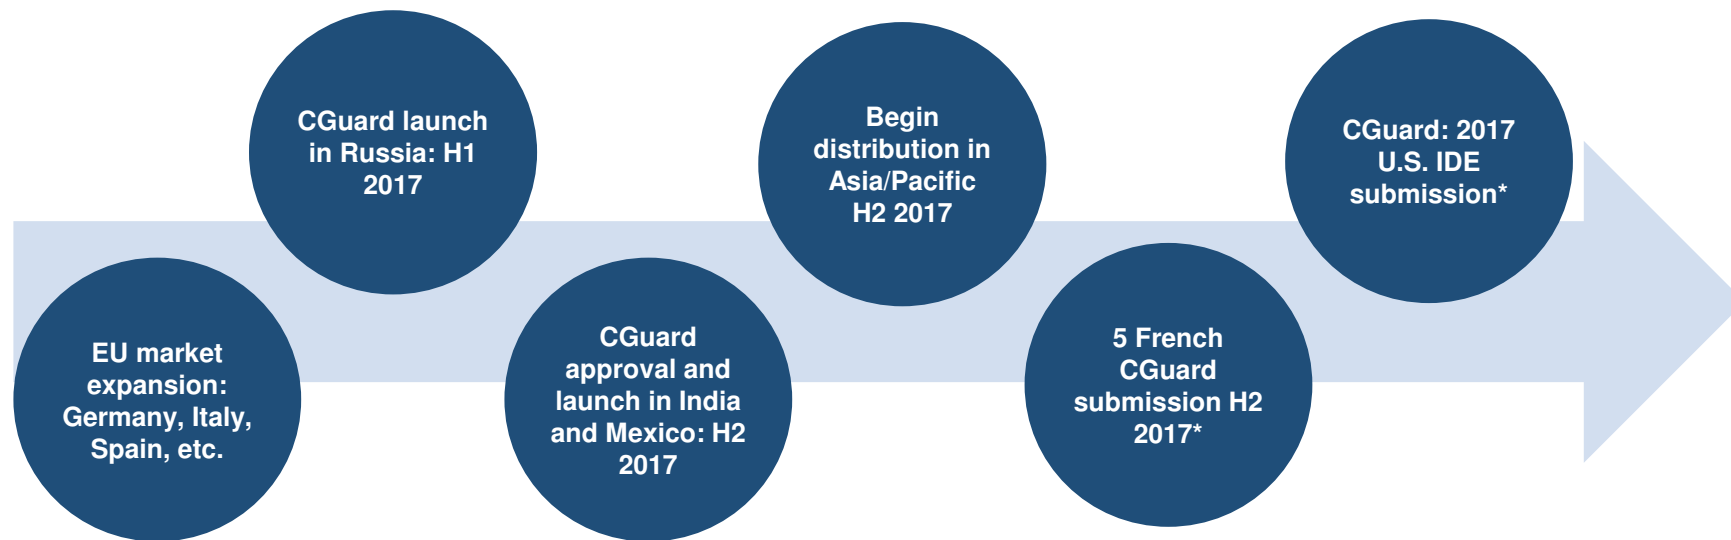 EU market
expansion:
Germany, Italy,
Spain, etc.
CGuard launch
in Russia: H1
2017
CGuard
approval and
launch in India
and Mexico: H2
2017
Begin
distribution in
Asia/Pacific
H2 2017
5 French
CGuard
submission H2
2017*
CGuard: 2017
U.S. IDE
submission*